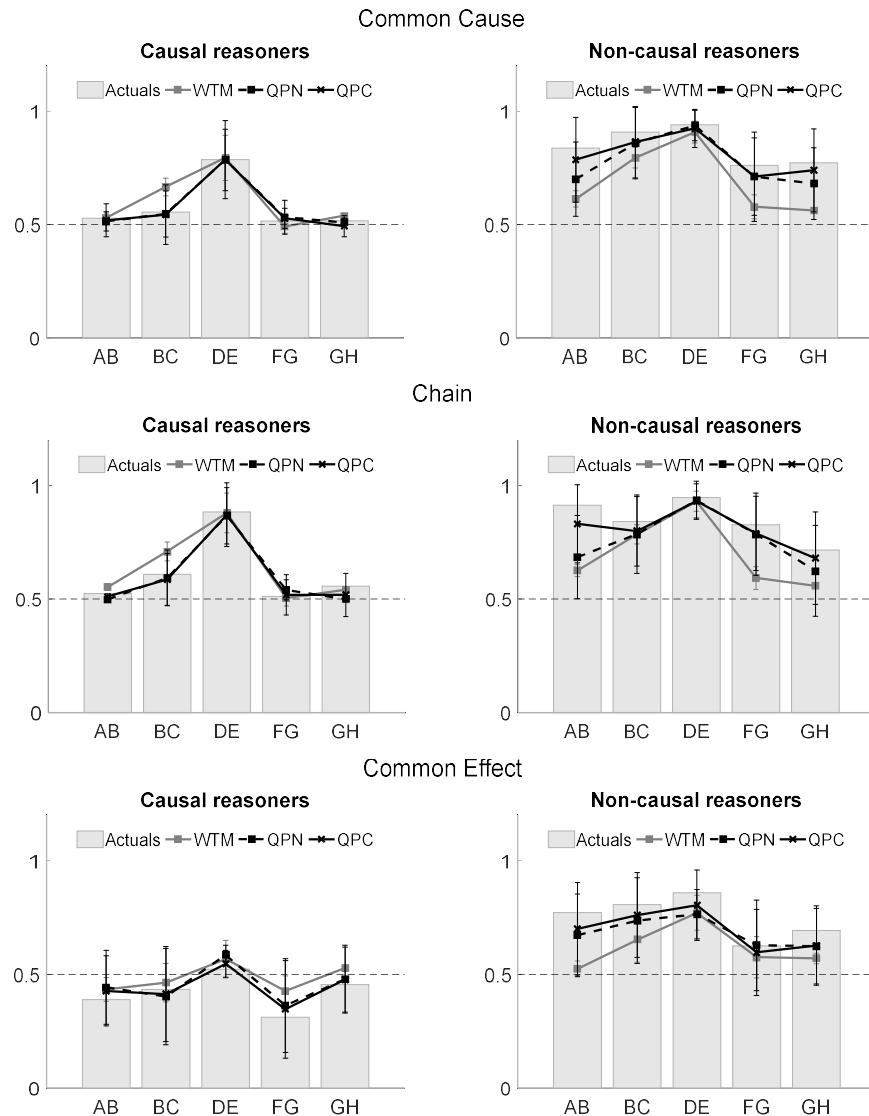 Common Cause
Causal reasoners
Non-causal reasoners
Actuals WTM QPN QPC
Actuals WTM QPN QPC
1
0.5
0
1
0.5
0
AB BC DE FG GH
AB BC DE FG GH
Chain
Causal reasoners
Non-causal reasoners
Actuals WTM QPN QPC
Actuals WTM QPN QPC
1
0.5
0
1
0.5
0
AB BC DE FG GH
AB BC DE FG GH
Common Effect
Causal reasoners
Non-causal reasoners
Actuals WTM QPN QPC
Actuals WTM QPN QPC
1
0.5
0
1
0.5
0
AB BC DE FG GH
AB BC DE FG GH